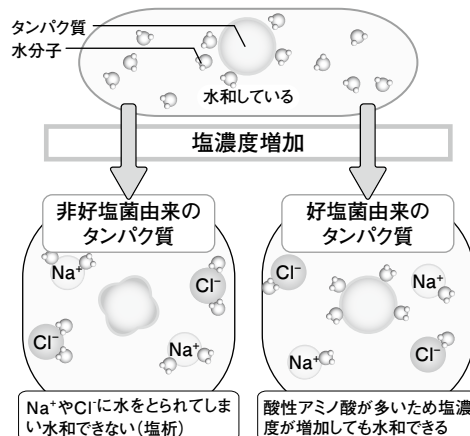 タンパク質
水分子
水和している
塩濃度増加
非好塩菌由来の
タンパク質
Na⁺
Cl⁻
Cl⁻
Na⁺
Na⁺やCl⁻に水をとられてしま
い水和できない（塩析）
好塩菌由来の
タンパク質
Cl⁻
Na⁺
Na⁺
Cl⁻
酸性アミノ酸が多いため塩濃
度が増加しても水和できる